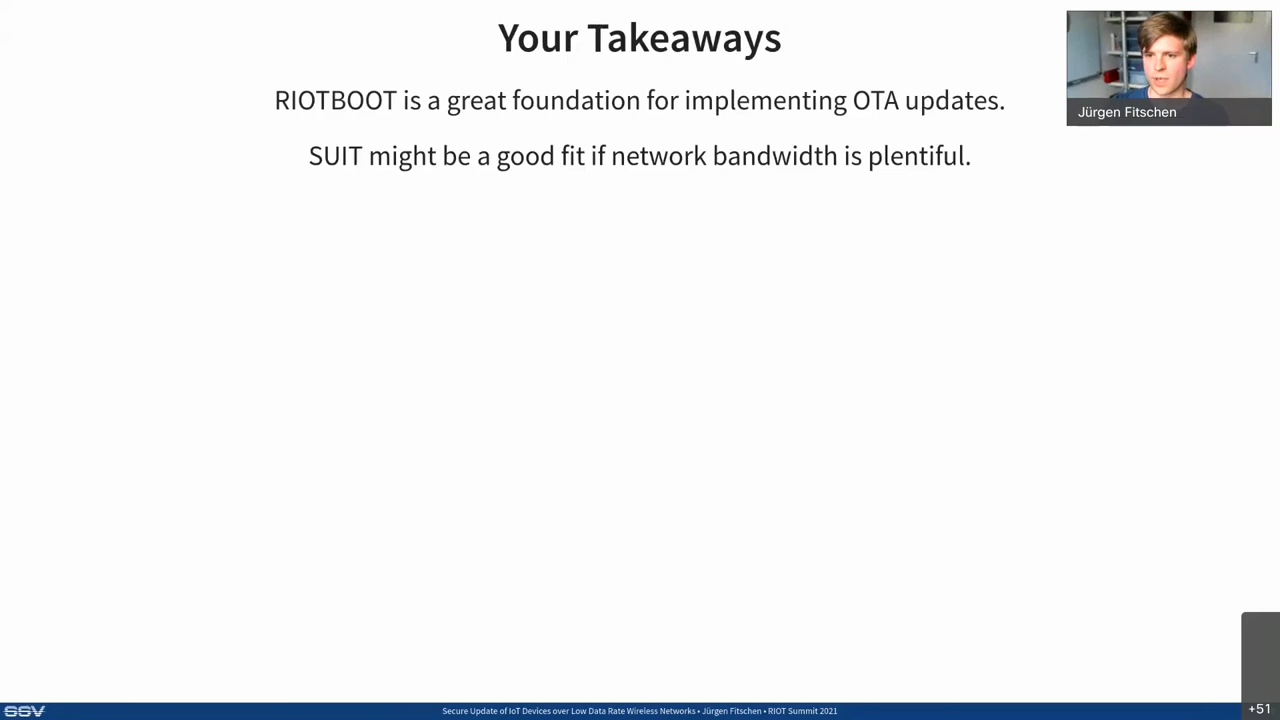 Your Takeaways
RIOTBOOT is a great foundation for implementing OTA updates.
SUIT might be a good fit if network bandwidth is plentiful.
Jürgen Fitschen
SSV
Secure Update of IoT Devices over Low Data Rate Wireless Networks • Jürgen Fitschen • RIOT Summit 2021
+51